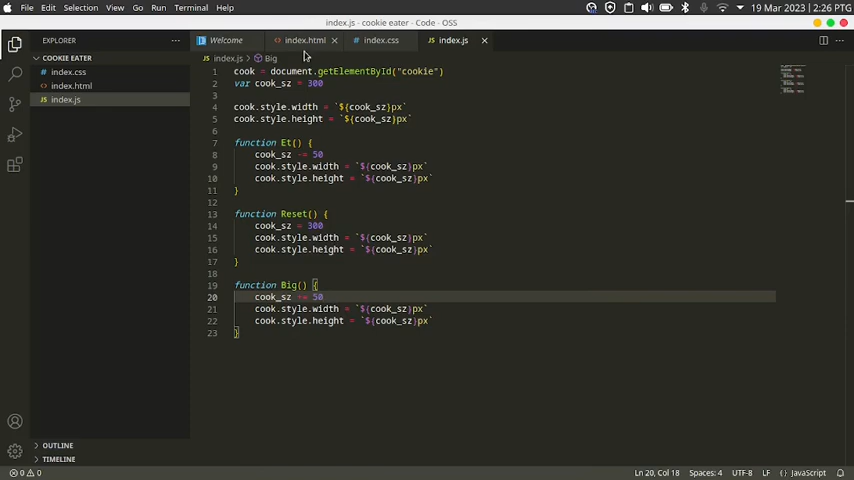 File Edit Selection View Go Run Terminal Help
19 Mar 2023 | 2:26 PTG
index.js - cookie eater - Code - OSS
EXPLORER
Welcome
index.html
index.css
JS index.js
COOKIE EATER
index.css
index.html
JS index.js
JS index.js > Big
1 cook = document.getElementById("cookie")
2 var cook_sz = 300
3
4 cook.style.width = `${cook_sz}px`
5 cook.style.height = `${cook_sz}px`
6
7 function Et() {
8 cook_sz -= 50
9 cook.style.width = `${cook_sz}px`
10 cook.style.height = `${cook_sz}px`
11 }
12
13 function Reset() {
14 cook_sz = 300
15 cook.style.width = `${cook_sz}px`
16 cook.style.height = `${cook_sz}px`
17 }
18
19 function Big() {
20 cook_sz += 50
21 cook.style.width = `${cook_sz}px`
22 cook.style.height = `${cook_sz}px`
23 }
OUTLINE
TIMELINE
0 0
Ln 20, Col 18 Spaces: 4 UTF-8 LF {} JavaScript